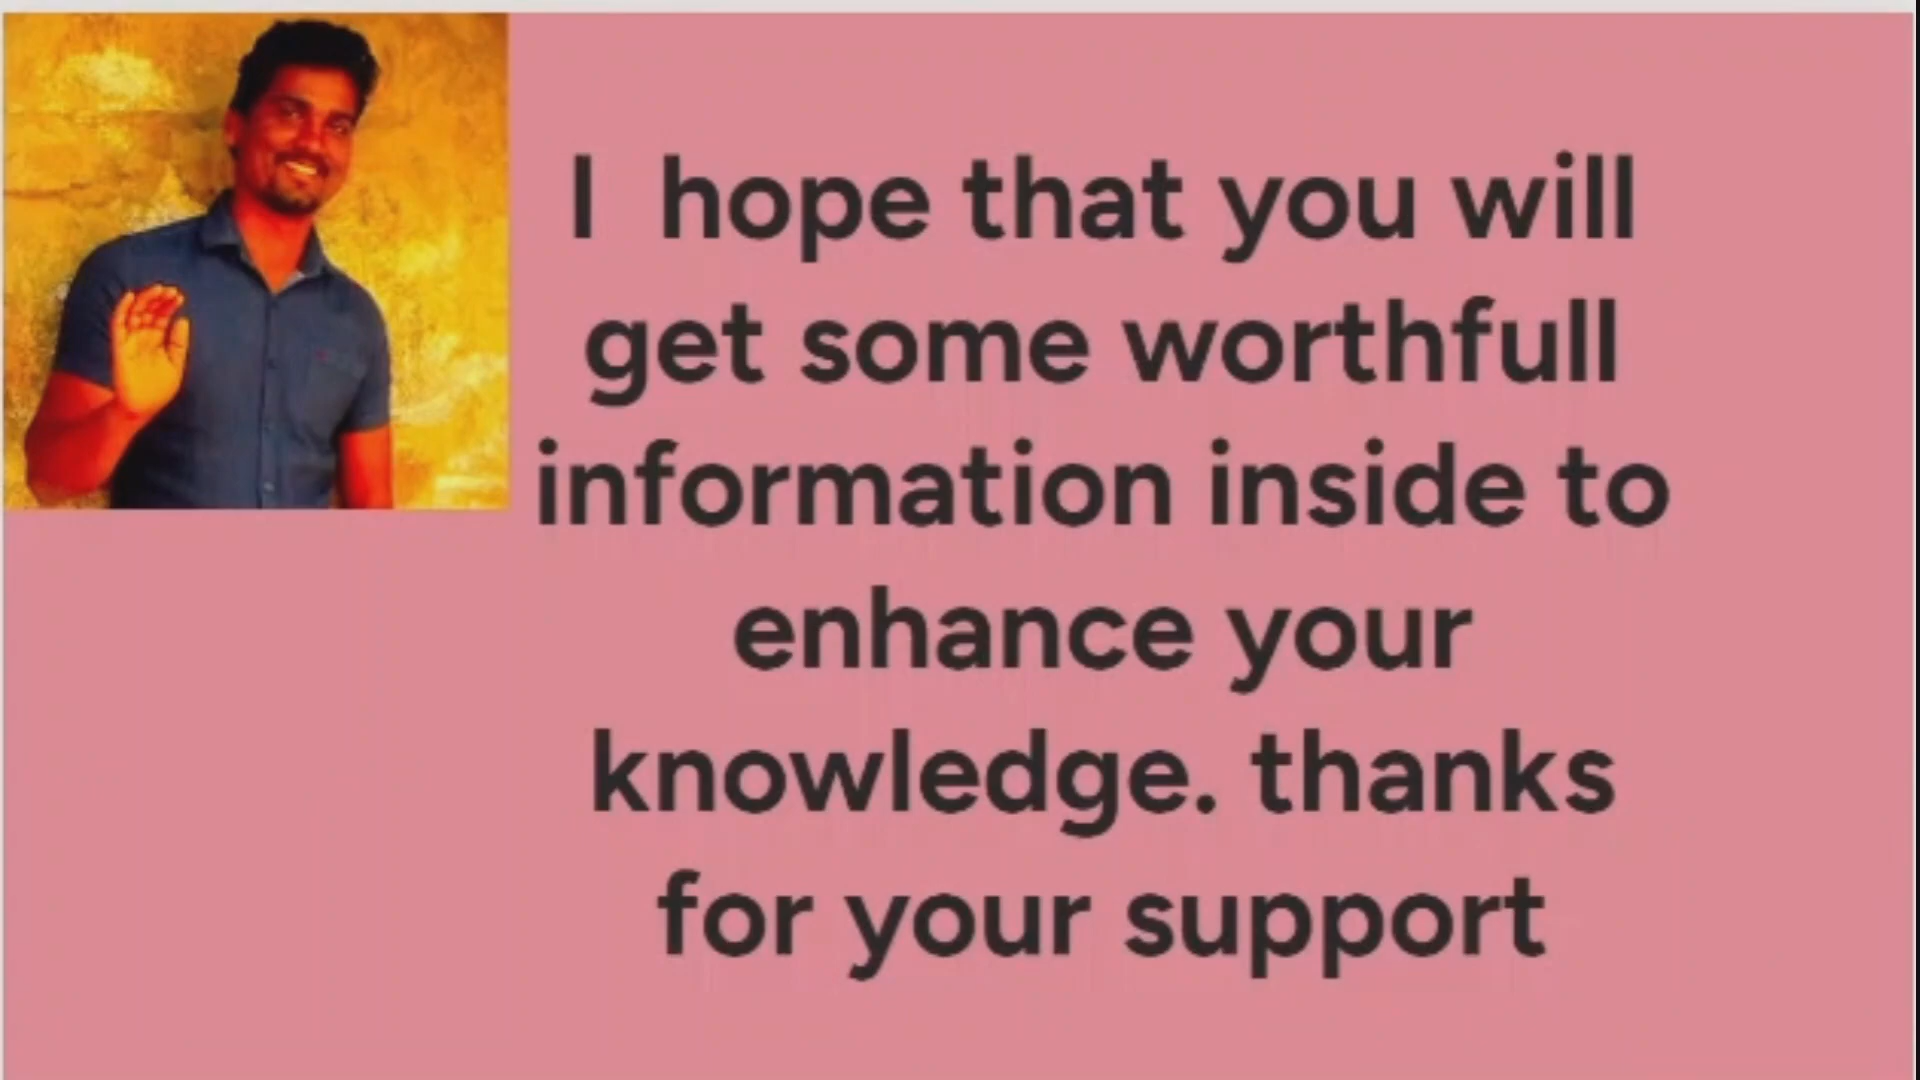 I hope that you will
get some worthfull
information inside to
enhance your
knowledge. thanks
for your support